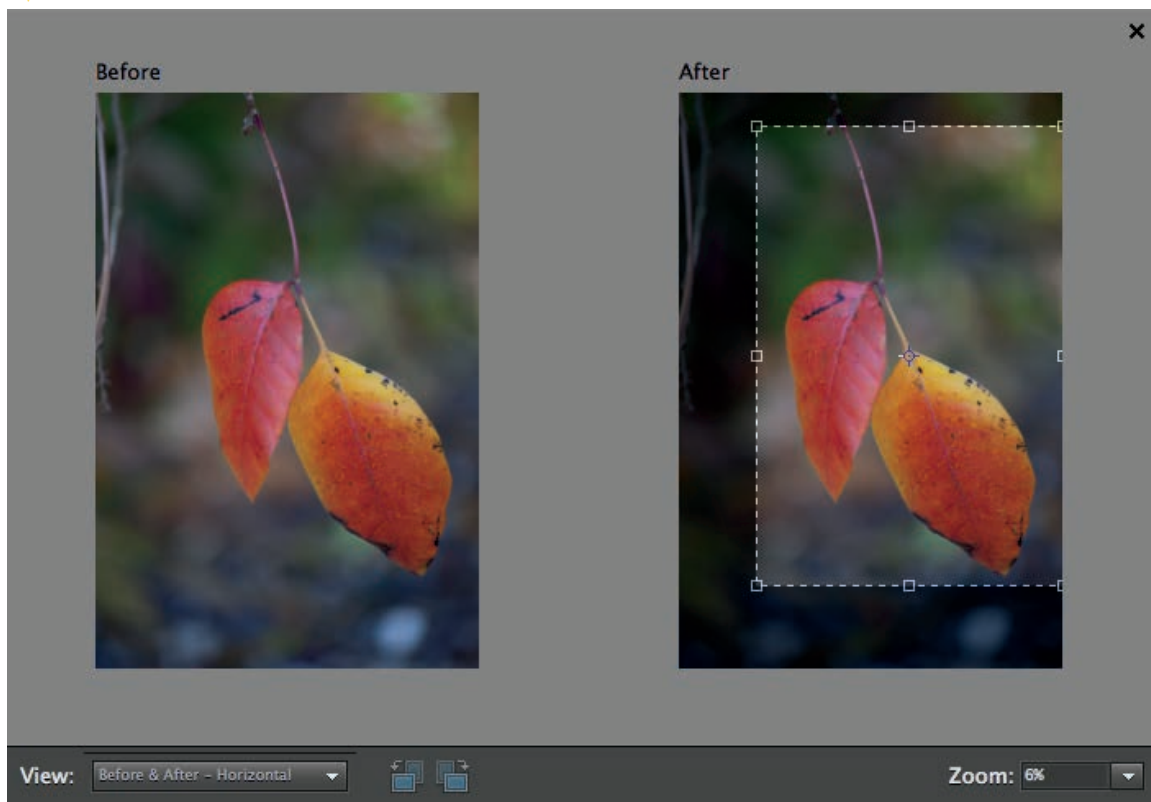 Before
After
View:
Before & After – Horizontal
Zoom:
6%